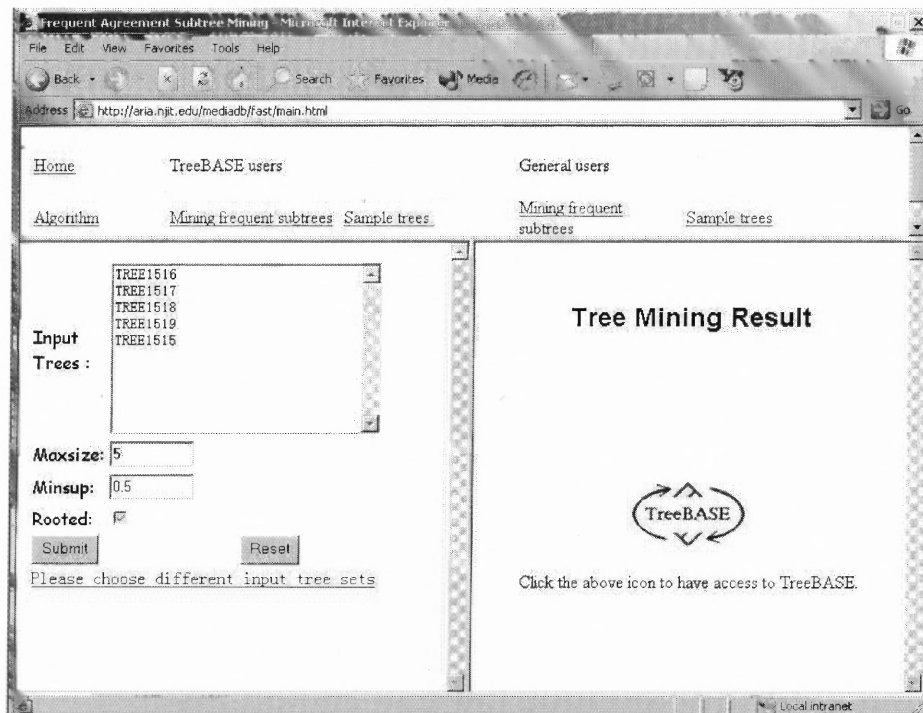 Frequent Agreement Subtree Mining - Microsoft Internet Explorer
File Edit View Favorites Tools Help
Back Search Favorites Media
Address http://aria.njit.edu/mediadb/fast/main.html Go
Home TreeBASE users General users
Algorithm Mining frequent subtrees Sample trees Mining frequent subtrees Sample trees
TREE1516
TREE1517
TREE1518
TREE1519
TREE1515
Input
Trees :
Maxsize: 5
Minsup: 0.5
Rooted:
Submit Reset
Please choose different input tree sets
Tree Mining Result
TreeBASE
Click the above icon to have access to TreeBASE.
Local intranet